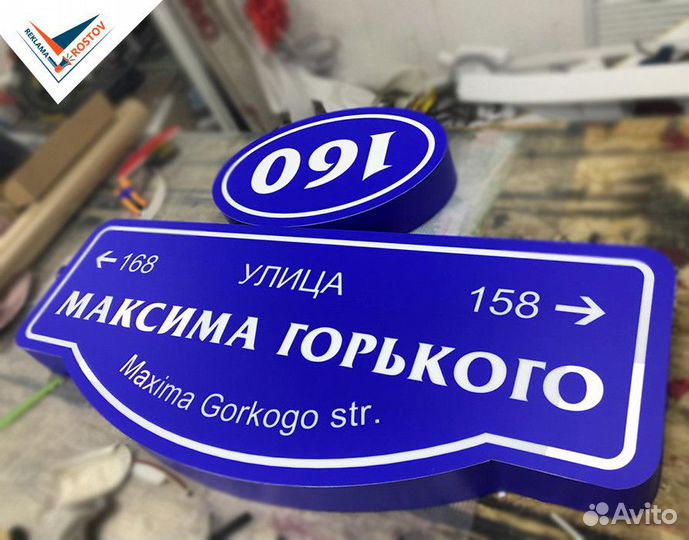 REKLAMA
ROSTOV
160
←168
УЛИЦА
158→
МАКСИМА ГОРЬКОГО
Maxima Gorkogo str.
Avito